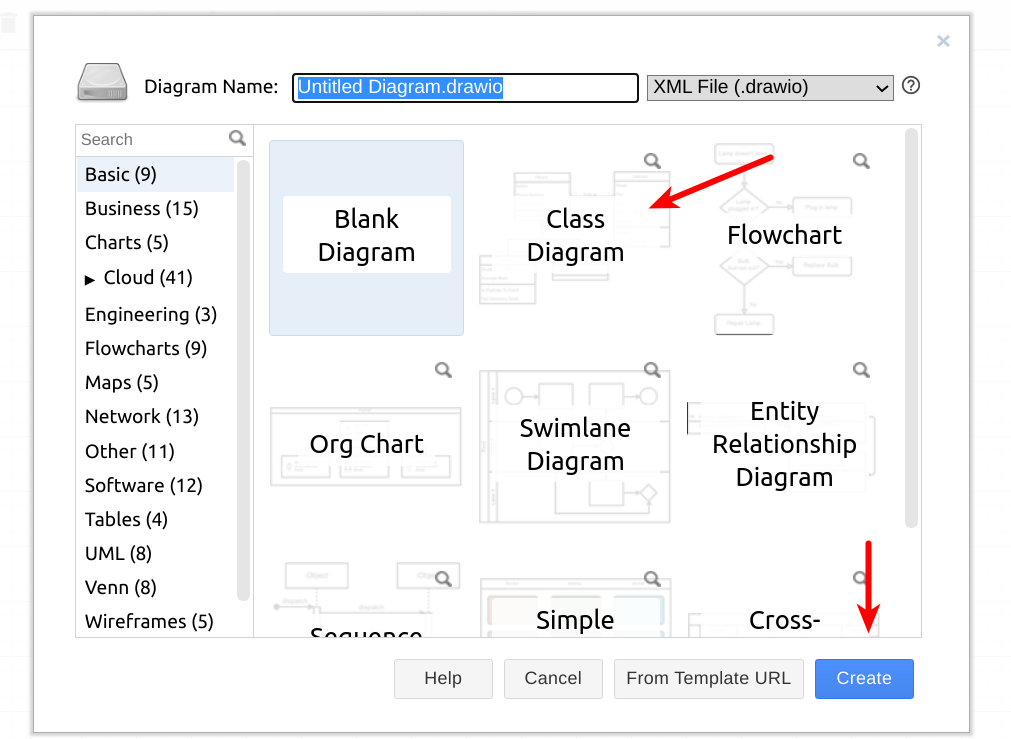 Diagram Name: Untitled Diagram.drawio XML File (.drawio)
Search
Basic (9)
Business (15)
Charts (5)
Cloud (41)
Engineering (3)
Flowcharts (9)
Maps (5)
Network (13)
Other (11)
Software (12)
Tables (4)
UML (8)
Venn (8)
Wireframes (5)
Blank
Diagram
Class
Diagram
Flowchart
Org Chart
Swimlane
Diagram
Entity
Relationship
Diagram
Object
dispatch
dispatch
Sequence
Simple
Cross-
Help
Cancel
From Template URL
Create